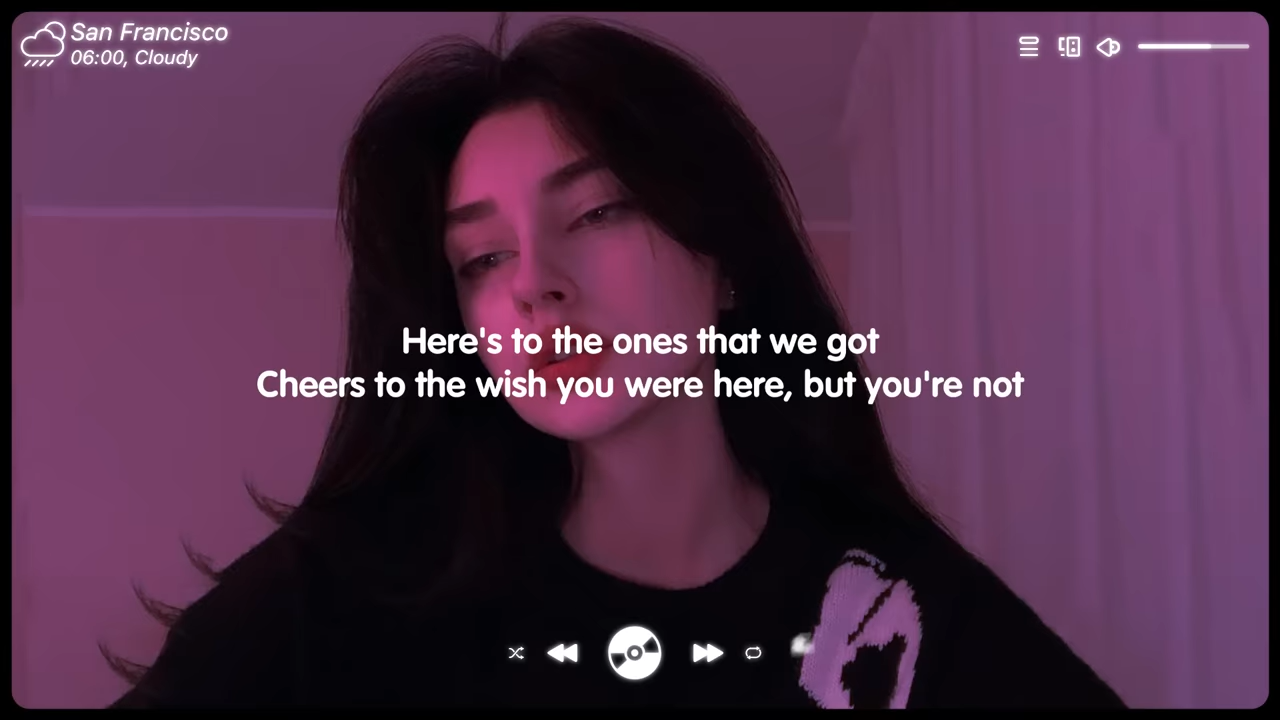 San Francisco
06:00, Cloudy
Here's to the ones that we got
Cheers to the wish you were here, but you're not